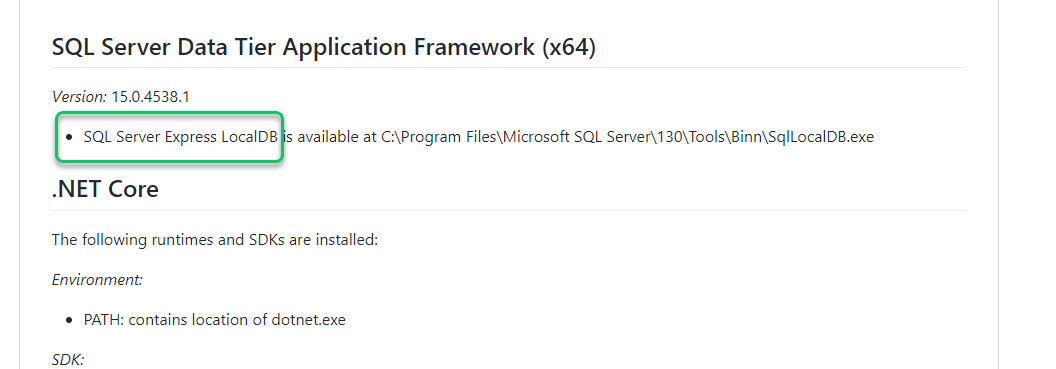 SQL Server Data Tier Application Framework (x64)
Version: 15.0.4538.1
• SQL Server Express LocalDB is available at C:\Program Files\Microsoft SQL Server\130\Tools\Binn\SqlLocalDB.exe
.NET Core
The following runtimes and SDKs are installed:
Environment:
• PATH: contains location of dotnet.exe
SDK: